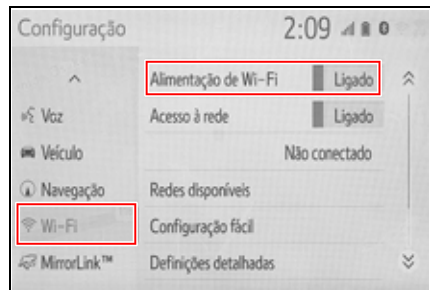 Configuração 2:09
Alimentação de Wi-Fi Ligado
Voz Acesso à rede Ligado
Veículo Não conectado
Navegação Redes disponíveis
Wi-Fi Configuração fácil
MirrorLink™ Definições detalhadas